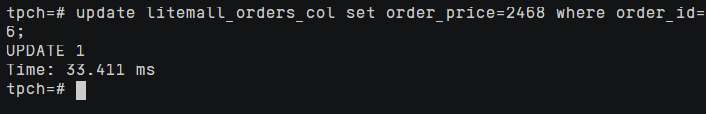 tpch=# update litemall_orders_col set order_price=2468 where order_id=
6;
UPDATE 1
Time: 33.411 ms
tpch=#